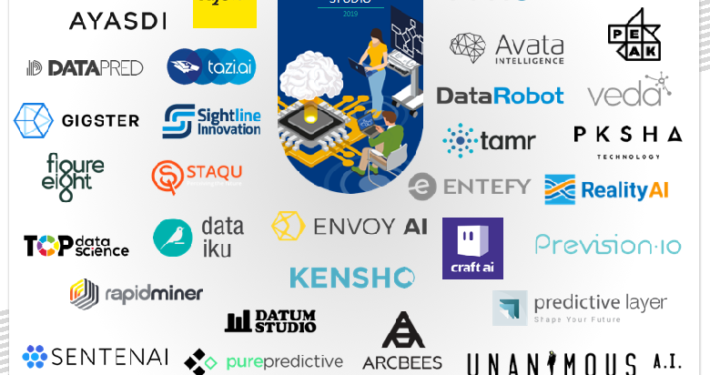 STUDIO
2019
AYASDI
Avata
INTELLIGENCE
PEAK
DATAPRED
tazi.ai
DataRobot
veda
GIGSTER
Sightline
Innovation
tamr
PKSHA
TECHNOLOGY
figure
eight
STAQU
ENTEFY
RealityAI
TOP data
science
data
iku
ENVOY AI
craft ai
Prevision.io
KENSHO
rapidminer
predictive layer
Shape Your Future
DATUM
STUDIO
SENTENAI
purepredictive
ARCBEES
UNANIMOUS A.I.